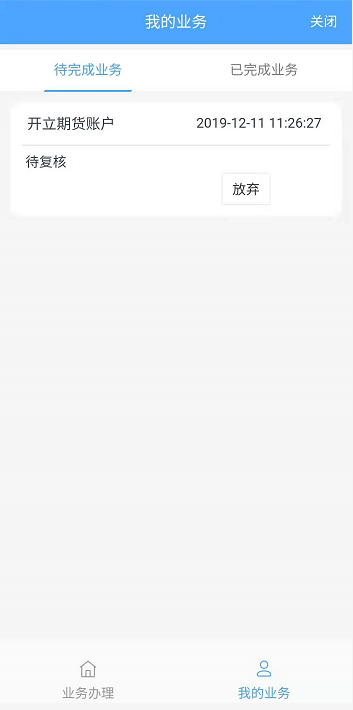 我的业务 关闭
待完成业务 已完成业务
开立期货账户 2019-12-11 11:26:27
待复核
放弃
业务办理 我的业务